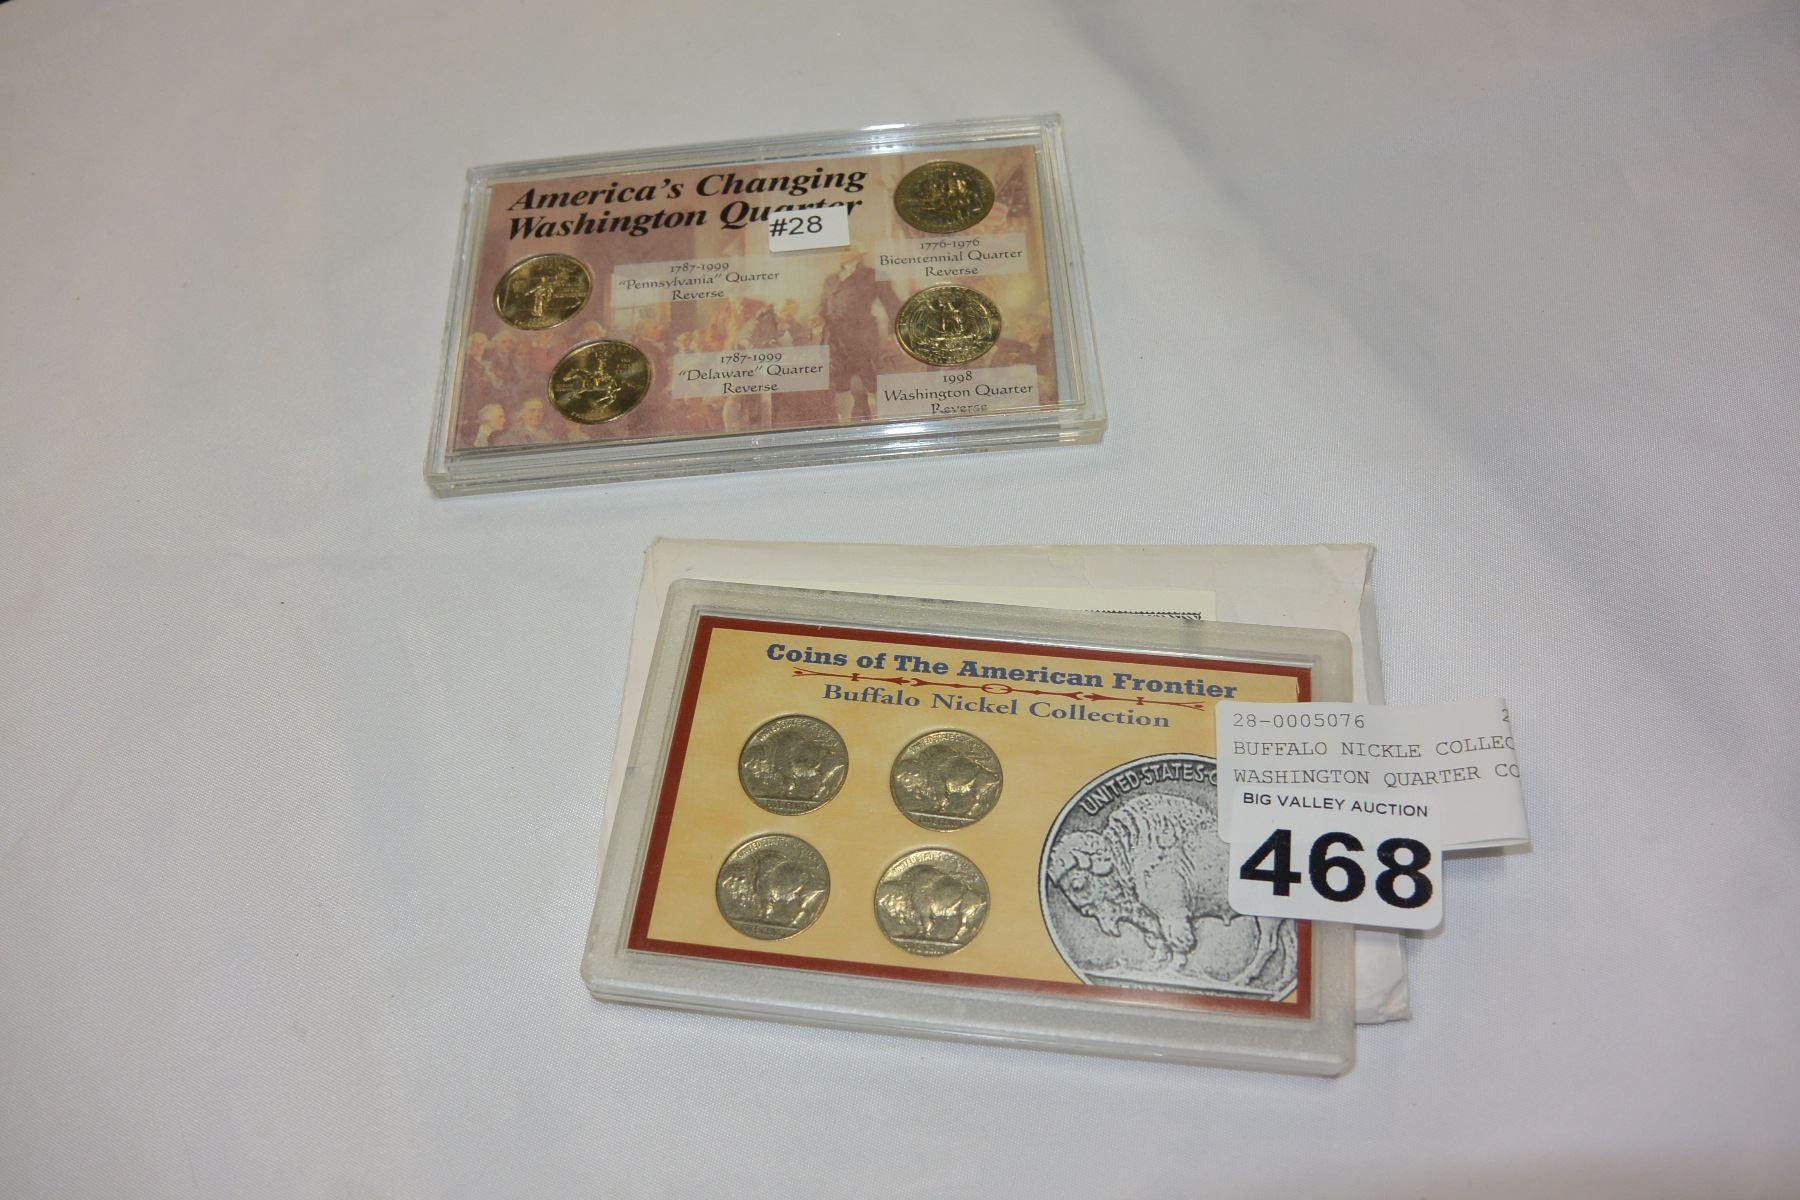 America's Changing
Washington Quarter
#28
1776-1976
Bicentennial Quarter
Reverse
1787-1999
"Pennsylvania" Quarter
Reverse
1787-1999
"Delaware" Quarter
Reverse
1998
Washington Quarter
Reverse
Coins of The American Frontier
Buffalo Nickel Collection
UNITED·STATES·
28-0005076
BUFFALO NICKLE COLLEC
WASHINGTON QUARTER CO
BIG VALLEY AUCTION
468